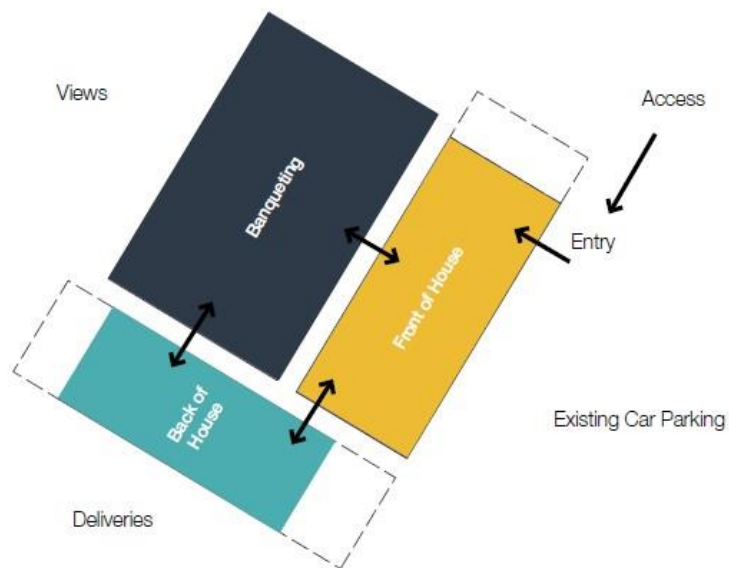 Views
Access
Banqueting
Entry
Front of House
Back of
House
Existing Car Parking
Deliveries